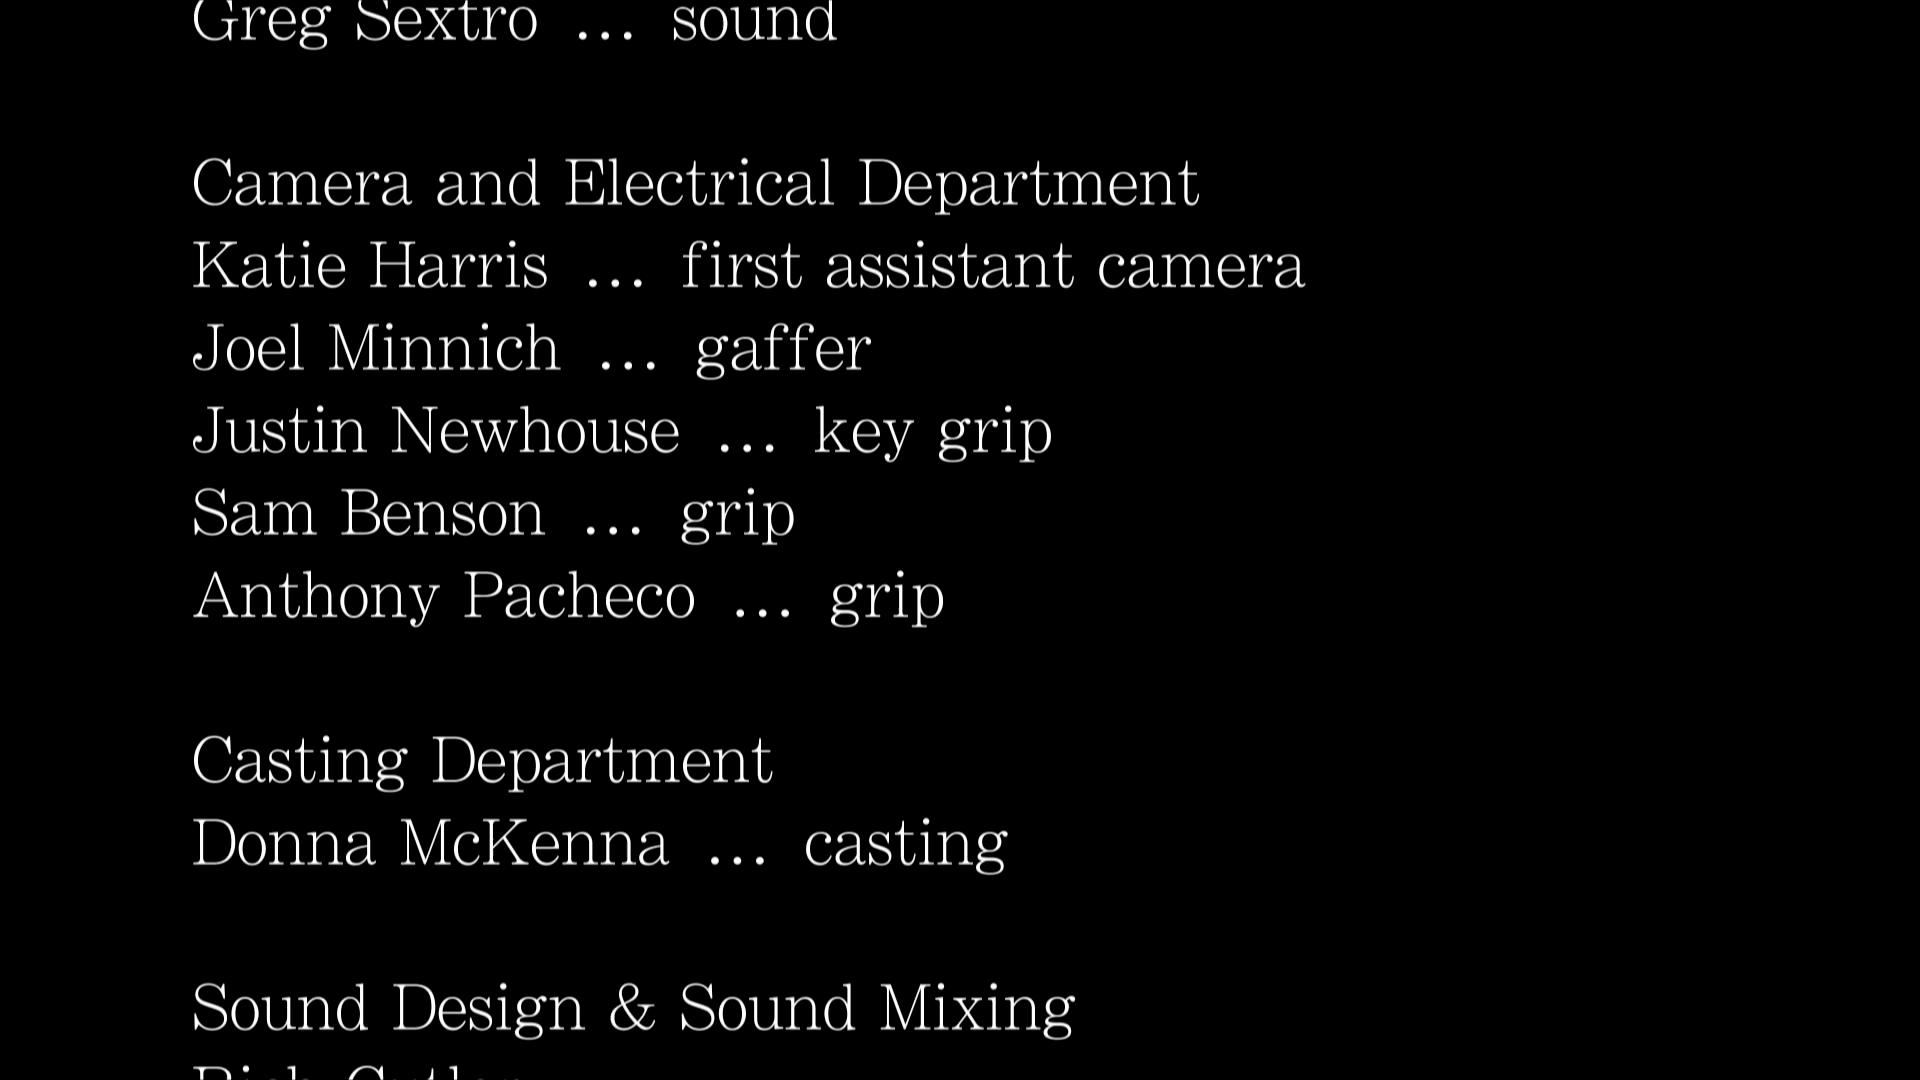 Greg Sextro ... sound
Camera and Electrical Department
Katie Harris ... first assistant camera
Joel Minnich ... gaffer
Justin Newhouse ... key grip
Sam Benson ... grip
Anthony Pacheco ... grip
Casting Department
Donna McKenna ... casting
Sound Design & Sound Mixing